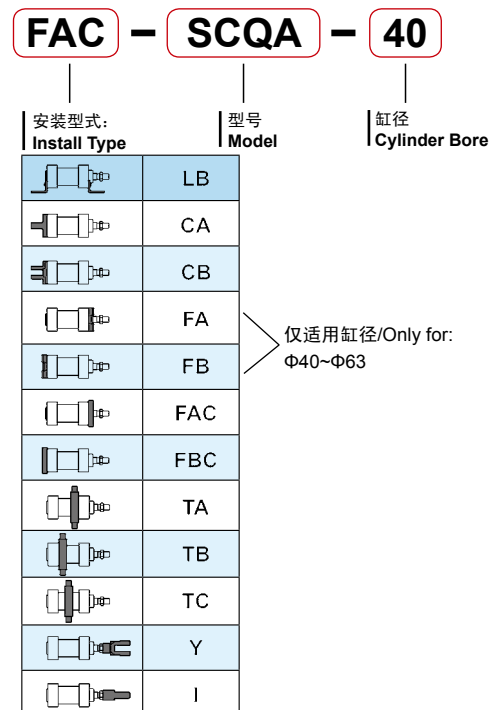 FAC - SCQA - 40
安装型式:
Install Type
型号
Model
缸径
Cylinder Bore
LB
CA
CB
FA
FB
仅适用缸径/Only for:
Φ40~Φ63
FAC
FBC
TA
TB
TC
Y
I